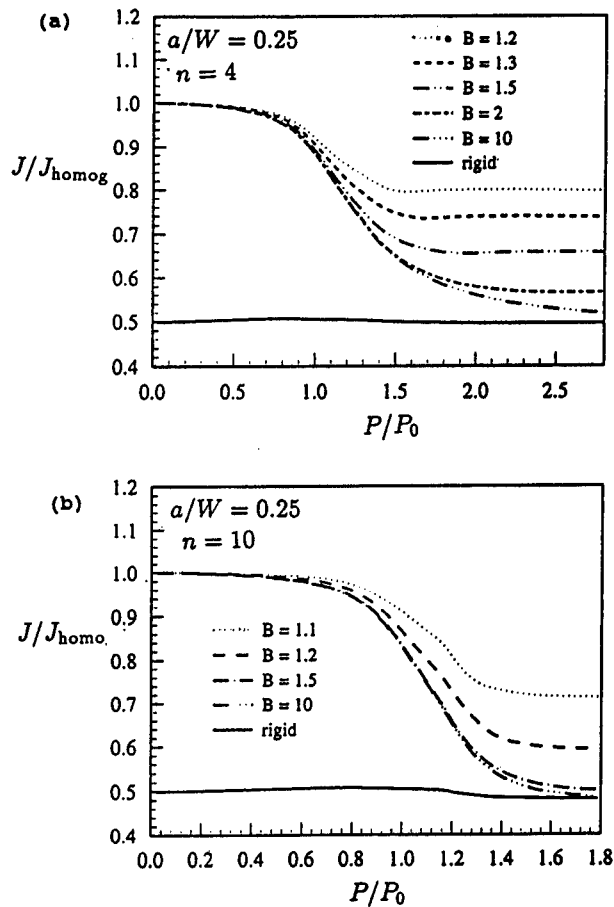 (a)
1.2
1.1
1.0
0.9
0.8
0.7
0.6
0.5
0.4
J/J_homog
a/W = 0.25
n = 4
B = 1.2
B = 1.3
B = 1.5
B = 2
B = 10
rigid
0.0 0.5 1.0 1.5 2.0 2.5
P/P₀
(b)
1.2
1.1
1.0
0.9
0.8
0.7
0.6
0.5
0.4
J/J_homo
a/W = 0.25
n = 10
B = 1.1
B = 1.2
B = 1.5
B = 10
rigid
0.0 0.2 0.4 0.6 0.8 1.0 1.2 1.4 1.6 1.8
P/P₀